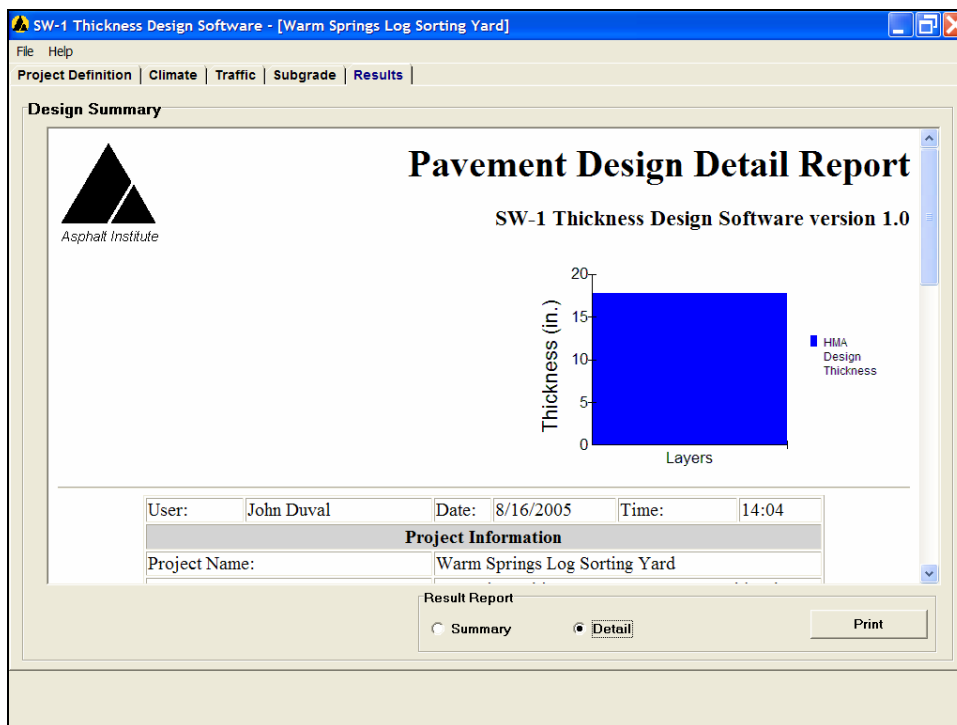 SW-1 Thickness Design Software - [Warm Springs Log Sorting Yard]
File Help
Project Definition | Climate | Traffic | Subgrade | Results |
Design Summary
Asphalt Institute
Pavement Design Detail Report
SW-1 Thickness Design Software version 1.0
20
15
10
5
0
Thickness (in.)
Layers
HMA
Design
Thickness
User: John Duval Date: 8/16/2005 Time: 14:04
Project Information
Project Name: Warm Springs Log Sorting Yard
Result Report
Summary Detail Print